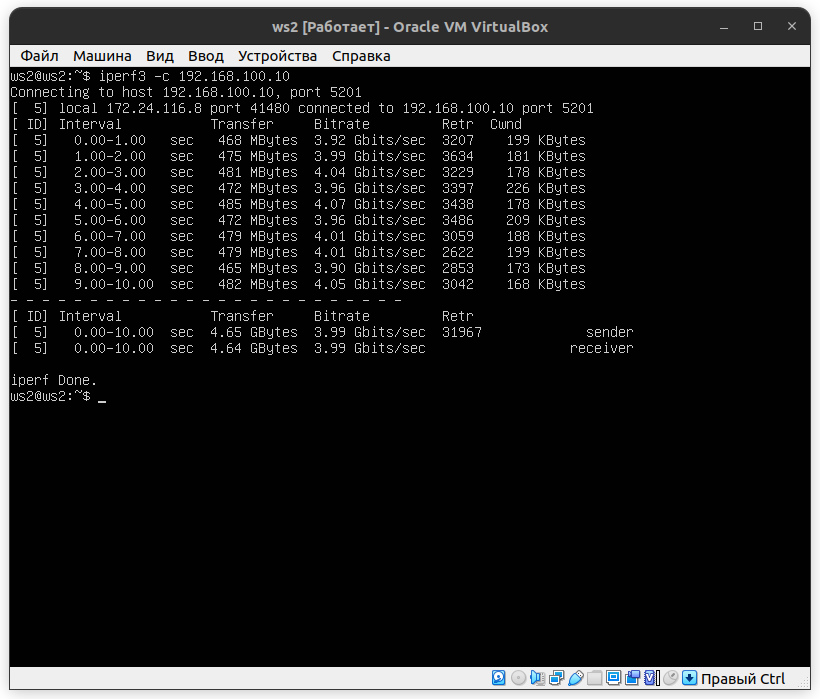 ws2 [Работает] - Oracle VM VirtualBox
Файл Машина Вид Ввод Устройства Справка
ws2@ws2:~$ iperf3 -c 192.168.100.10
Connecting to host 192.168.100.10, port 5201
[  5] local 172.24.116.8 port 41480 connected to 192.168.100.10 port 5201
[ ID] Interval           Transfer     Bitrate         Retr  Cwnd
[  5]   0.00-1.00   sec   468 MBytes  3.92 Gbits/sec  3207    199 KBytes
[  5]   1.00-2.00   sec   475 MBytes  3.99 Gbits/sec  3634    181 KBytes
[  5]   2.00-3.00   sec   481 MBytes  4.04 Gbits/sec  3229    178 KBytes
[  5]   3.00-4.00   sec   472 MBytes  3.96 Gbits/sec  3397    226 KBytes
[  5]   4.00-5.00   sec   485 MBytes  4.07 Gbits/sec  3438    178 KBytes
[  5]   5.00-6.00   sec   472 MBytes  3.96 Gbits/sec  3486    209 KBytes
[  5]   6.00-7.00   sec   479 MBytes  4.01 Gbits/sec  3059    188 KBytes
[  5]   7.00-8.00   sec   479 MBytes  4.01 Gbits/sec  2622    199 KBytes
[  5]   8.00-9.00   sec   465 MBytes  3.90 Gbits/sec  2853    173 KBytes
[  5]   9.00-10.00  sec   482 MBytes  4.05 Gbits/sec  3042    168 KBytes
- - - - - - - - - - - - - - - - - - - - - - - - -
[ ID] Interval           Transfer     Bitrate         Retr
[  5]   0.00-10.00  sec  4.65 GBytes  3.99 Gbits/sec  31967             sender
[  5]   0.00-10.00  sec  4.64 GBytes  3.99 Gbits/sec                  receiver
iperf Done.
ws2@ws2:~$ _
Правый Ctrl